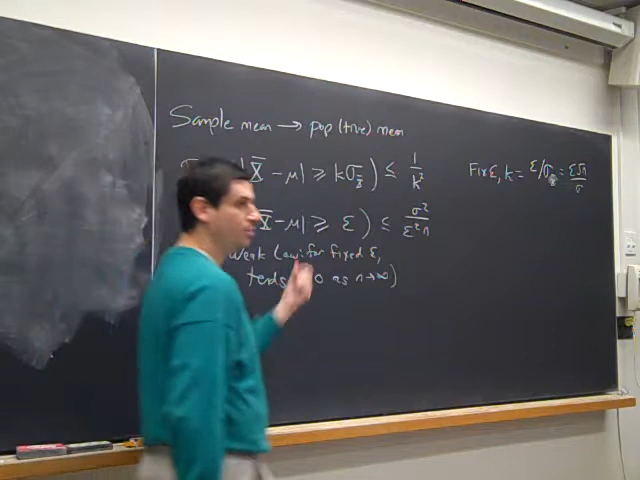 Sample mean → pop (true) mean
X̄ - μ| ⩾ kσ_X̄) ≤ 1/k²
X̄ - μ| ⩾ ε) ≤ σ²/ε²n
Weak Law: for fixed ε,
tends 0 as n→∞)
Fix ε, k = ε/σ_X̄ = ε√n/σ